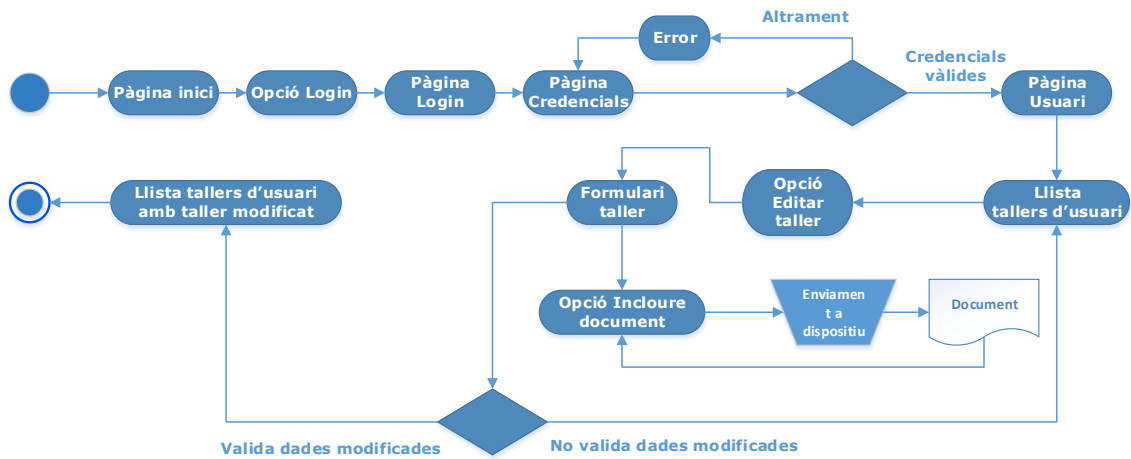 Altrament
Error
Credencials
vàlides
Pàgina inici
Opció Login
Pàgina
Login
Pàgina
Credencials
Pàgina
Usuari
Llista tallers d’usuari
amb taller modificat
Formulari
taller
Opció
Editar
taller
Llista
tallers d’usuari
Opció Incloure
document
Enviamen
t a
dispositiu
Document
Valida dades modificades
No valida dades modificades